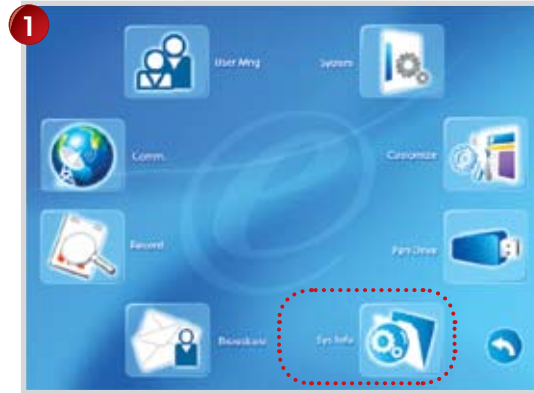 1
User Mng
System
Comm.
Customize
Record
Pen Drive
Broadcast
Sys Info